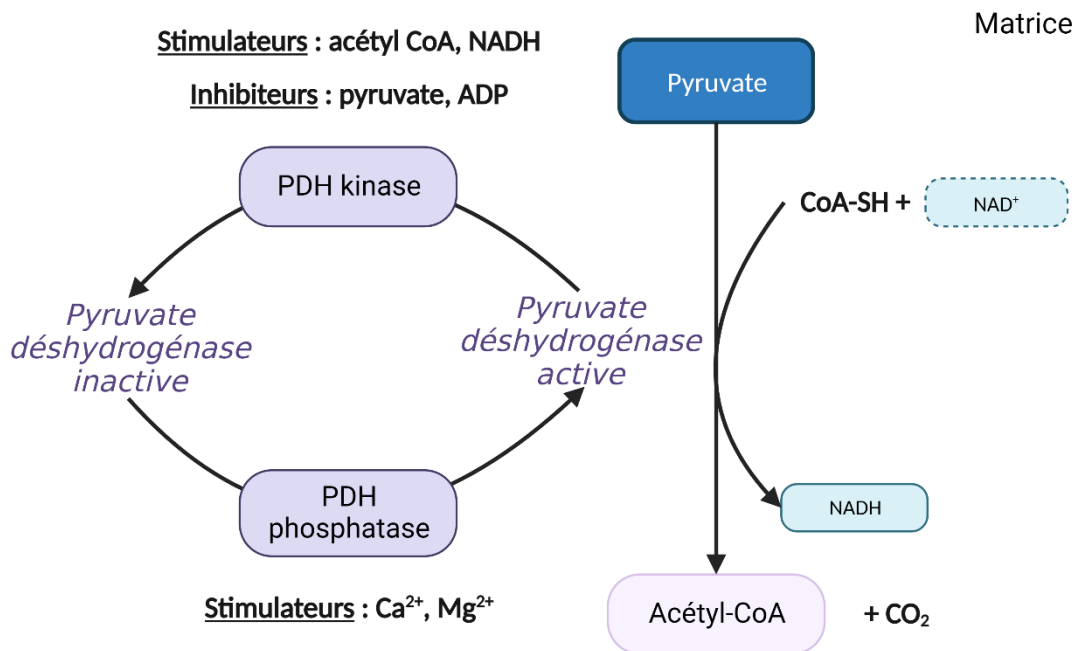 Matrice
Stimulateurs : acétyl CoA, NADH
Inhibiteurs : pyruvate, ADP
Pyruvate
PDH kinase
CoA-SH + NAD⁺
Pyruvate
déshydrogénase
inactive
Pyruvate
déshydrogénase
active
PDH
phosphatase
NADH
Stimulateurs : Ca²⁺, Mg²⁺
Acétyl-CoA
+ CO₂